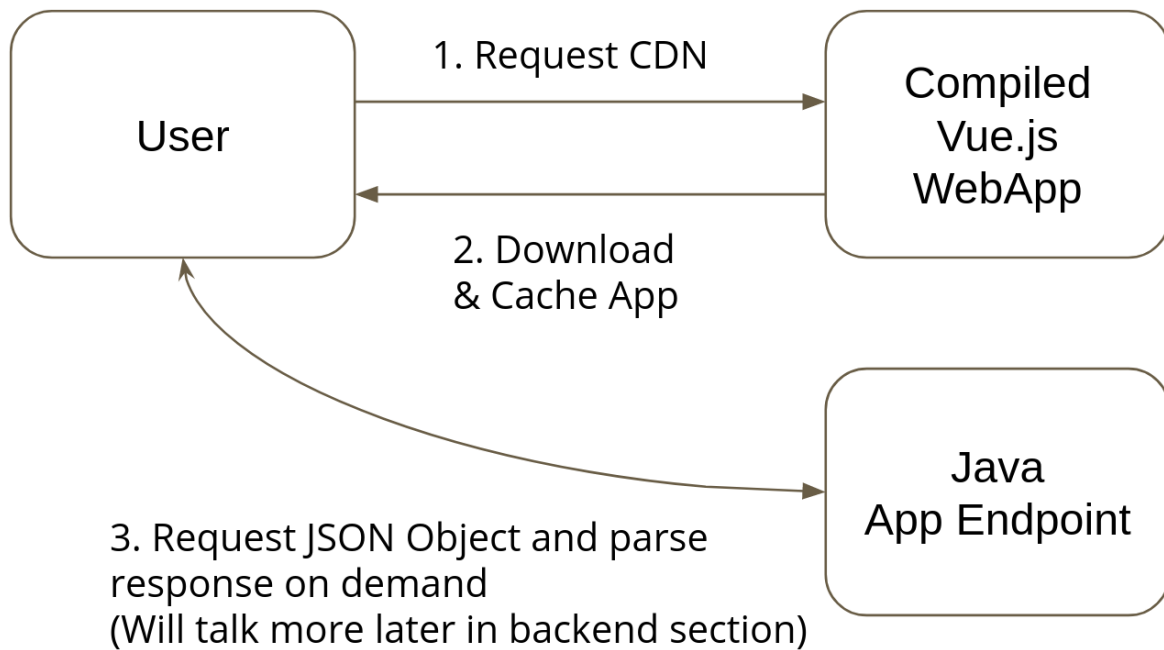 User
1. Request CDN
Compiled
Vue.js
WebApp
2. Download
& Cache App
Java
App Endpoint
3. Request JSON Object and parse
response on demand
(Will talk more later in backend section)